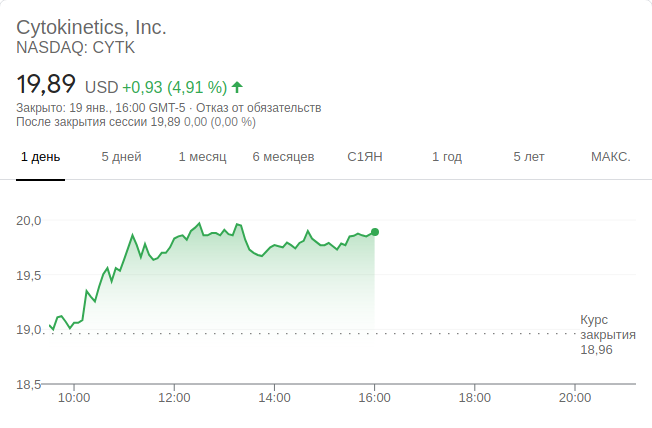 Cytokinetics, Inc.
NASDAQ: CYTK
19,89 USD +0,93 (4,91 %)
Закрыто: 19 янв., 16:00 GMT-5 · Отказ от обязательств
После закрытия сессии 19,89 0,00 (0,00 %)
1 день 5 дней 1 месяц 6 месяцев С1ЯН 1 год 5 лет МАКС.
20,0
19,5
19,0
18,5
Курс
закрытия
18,96
10:00 12:00 14:00 16:00 18:00 20:00